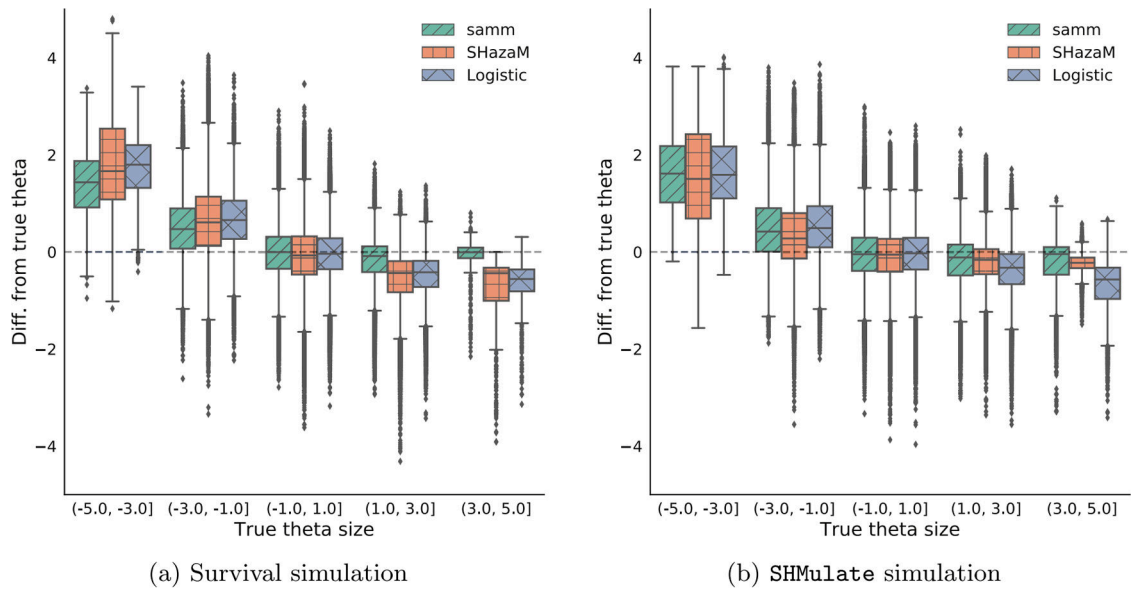 samm
SHazaM
Logistic
4
2
0
−2
−4
Diff. from true theta
(-5.0, -3.0] (-3.0, -1.0] (-1.0, 1.0] (1.0, 3.0] (3.0, 5.0]
True theta size
(a) Survival simulation
samm
SHazaM
Logistic
4
2
0
−2
−4
Diff. from true theta
(-5.0, -3.0] (-3.0, -1.0] (-1.0, 1.0] (1.0, 3.0] (3.0, 5.0]
True theta size
(b) SHMulate simulation